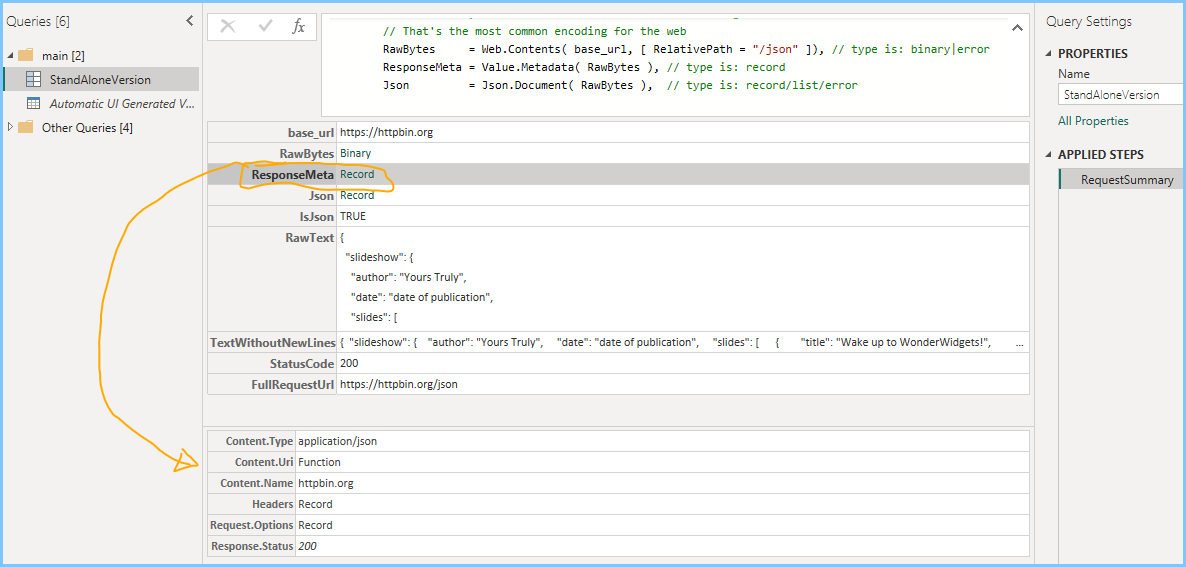 Queries [6]
main [2]
StandAloneVersion
Automatic UI Generated V...
Other Queries [4]
fx
// That's the most common encoding for the web
RawBytes = Web.Contents( base_url, [ RelativePath = "/json" ]), // type is: binary|error
ResponseMeta = Value.Metadata( RawBytes ), // type is: record
Json = Json.Document( RawBytes ), // type is: record/list/error
base_url https://httpbin.org
RawBytes Binary
ResponseMeta Record
Json Record
IsJson TRUE
RawText {
"slideshow": {
"author": "Yours Truly",
"date": "date of publication",
"slides": [
TextWithoutNewLines { "slideshow": { "author": "Yours Truly", "date": "date of publication", "slides": [ { "title": "Wake up to WonderWidgets!", ...
StatusCode 200
FullRequestUrl https://httpbin.org/json
Content.Type application/json
Content.Uri Function
Content.Name httpbin.org
Headers Record
Request.Options Record
Response.Status 200
Query Settings
PROPERTIES
Name
StandAloneVersion
All Properties
APPLIED STEPS
RequestSummary